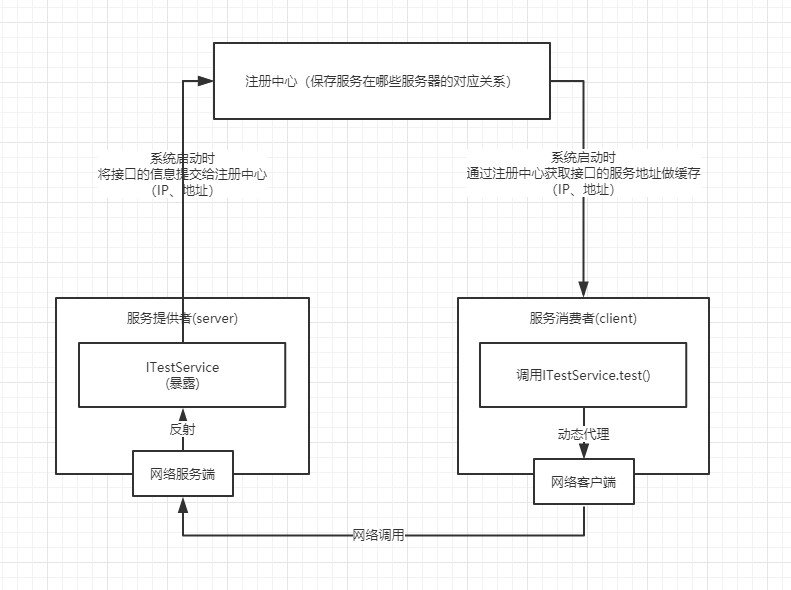 注册中心（保存服务在哪些服务器的对应关系）
系统启动时
将接口的信息提交给注册中心
（IP、地址）
系统启动时
通过注册中心获取接口的服务地址做缓存
（IP、地址）
服务提供者(server)
ITestService
(暴露)
反射
网络服务端
服务消费者(client)
调用ITestService.test()
动态代理
网络客户端
网络调用